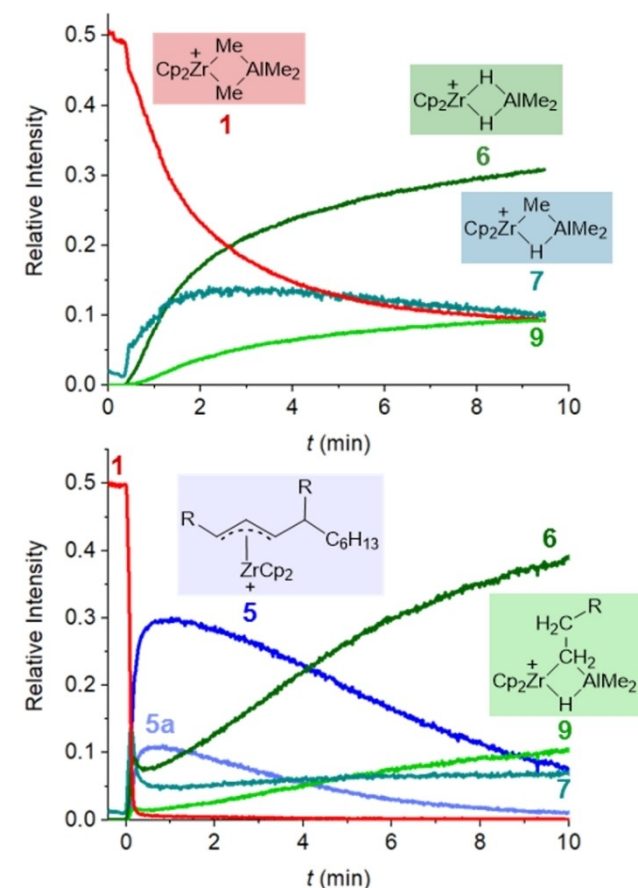 0.5
0.4
0.3
0.2
0.1
0.0
Relative Intensity
+ Me
Cp2Zr AlMe2
Me
1
+ H
Cp2Zr AlMe2
H
6
+ Me
Cp2Zr AlMe2
H
7
9
0 2 4 6 8 10
t (min)
1
0.5
0.4
0.3
0.2
0.1
0.0
Relative Intensity
R
R
C6H13
ZrCp2
+
5
5a
6
R
H2C
CH2
+
Cp2Zr AlMe2
H
9
7
0 2 4 6 8 10
t (min)